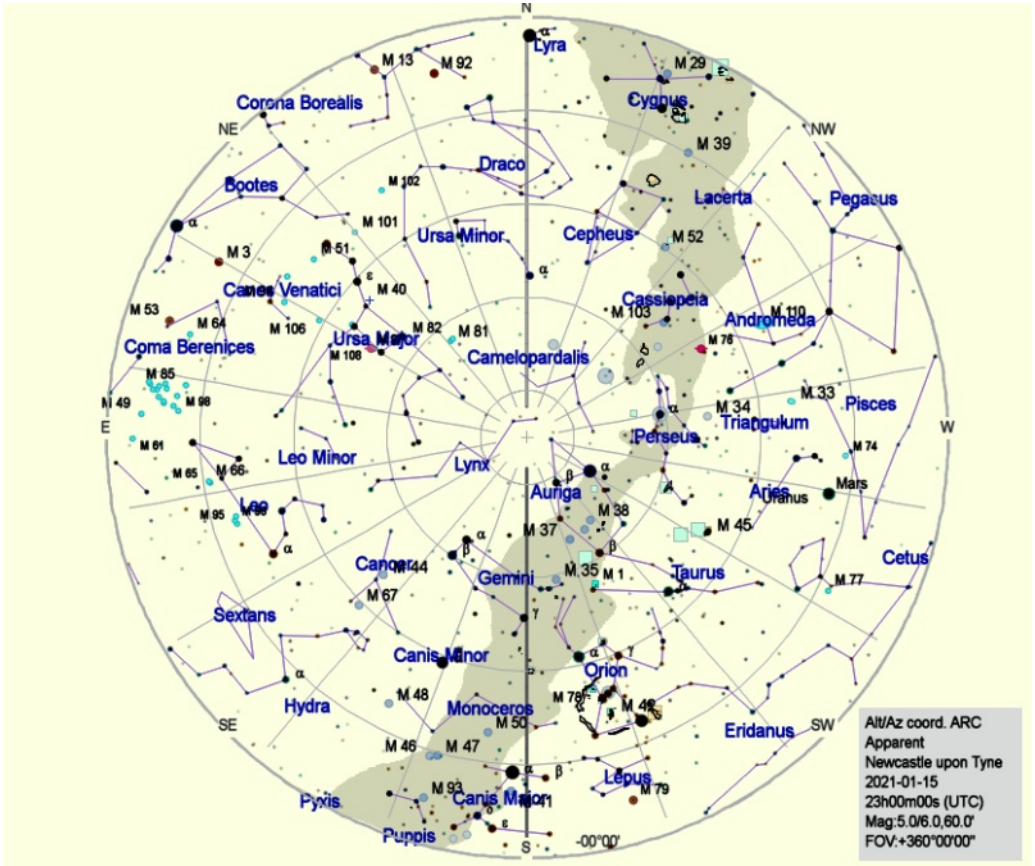 N
α
Lyra
M 13
M 92
M 29
Corona Borealis
Cygnus
NE
NW
M 39
Draco
Bootes
M 102
Lacerta
Pegasus
α
M 101
Ursa Minor
Cepheus
M 52
M 3
M 51
ε
α
Canes Venatici
M 40
Cassiopeia
M 53
M 64
M 106
M 82
M 81
M 103
M 110
Andromeda
Coma Berenices
Ursa Major
M 108
M 76
Camelopardalis
M 85
M 49
M 98
M 33
Pisces
α
M 34
Triangulum
E
W
M 61
Perseus
M 74
Leo Minor
Lynx
M 65
M 66
β
α
Mars
Auriga
Aries
Uranus
M 95
Leo
M 38
M 37
M 45
α
α
β
β
Cetus
Cancer
M 44
Gemini
M 35
M 1
Taurus
M 77
M 67
Sextans
γ
Canis Minor
α
γ
Orion
α
Hydra
M 48
Monoceros
M 78
M 42
SE
M 50
Eridanus
SW
M 46
M 47
α
β
Lepus
M 79
Pyxis
M 93
Canis Major
M 41
Puppis
δ
ε
S
-00°00'
Alt/Az coord. ARC
Apparent
Newcastle upon Tyne
2021-01-15
23h00m00s (UTC)
Mag:5.0/6.0,60.0'
FOV:+360°00'00"